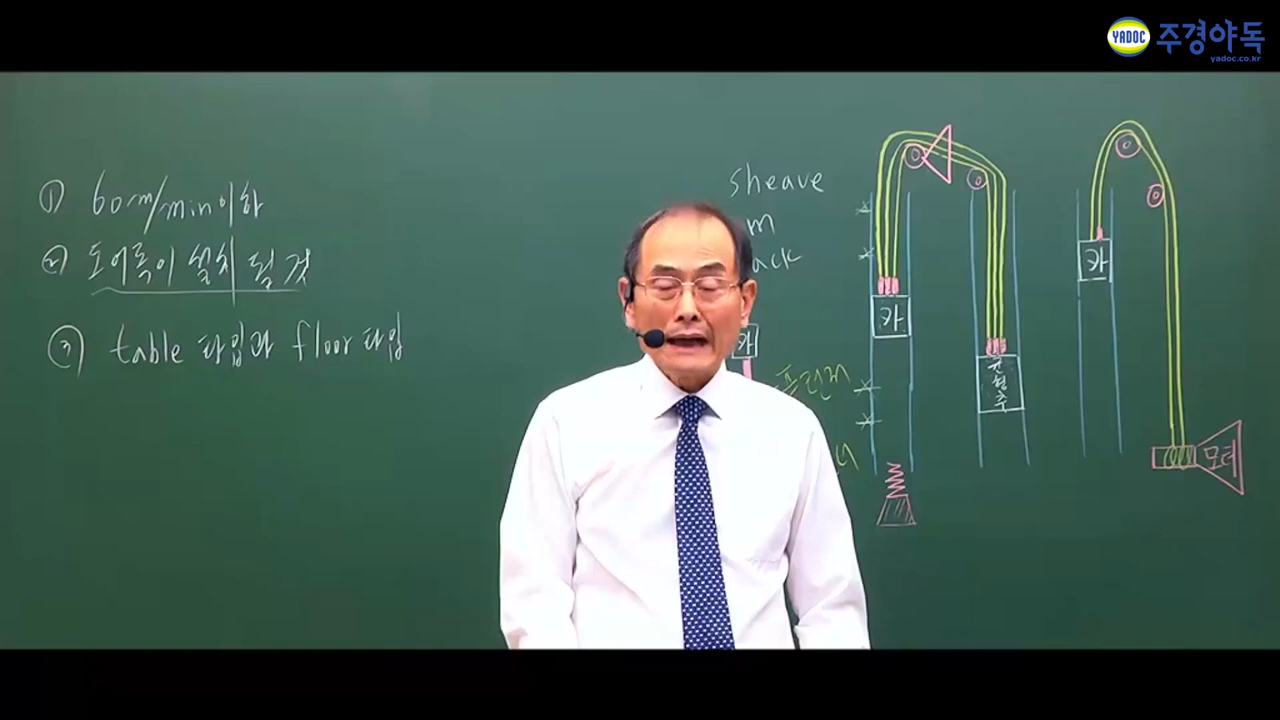 YADOC 주경야독
yadoc.co.kr
① 60m/min이하
② 도어록이 설치 될 것
③ table 타입과 floor 타입
sheave
카
카
균형추
카
모터